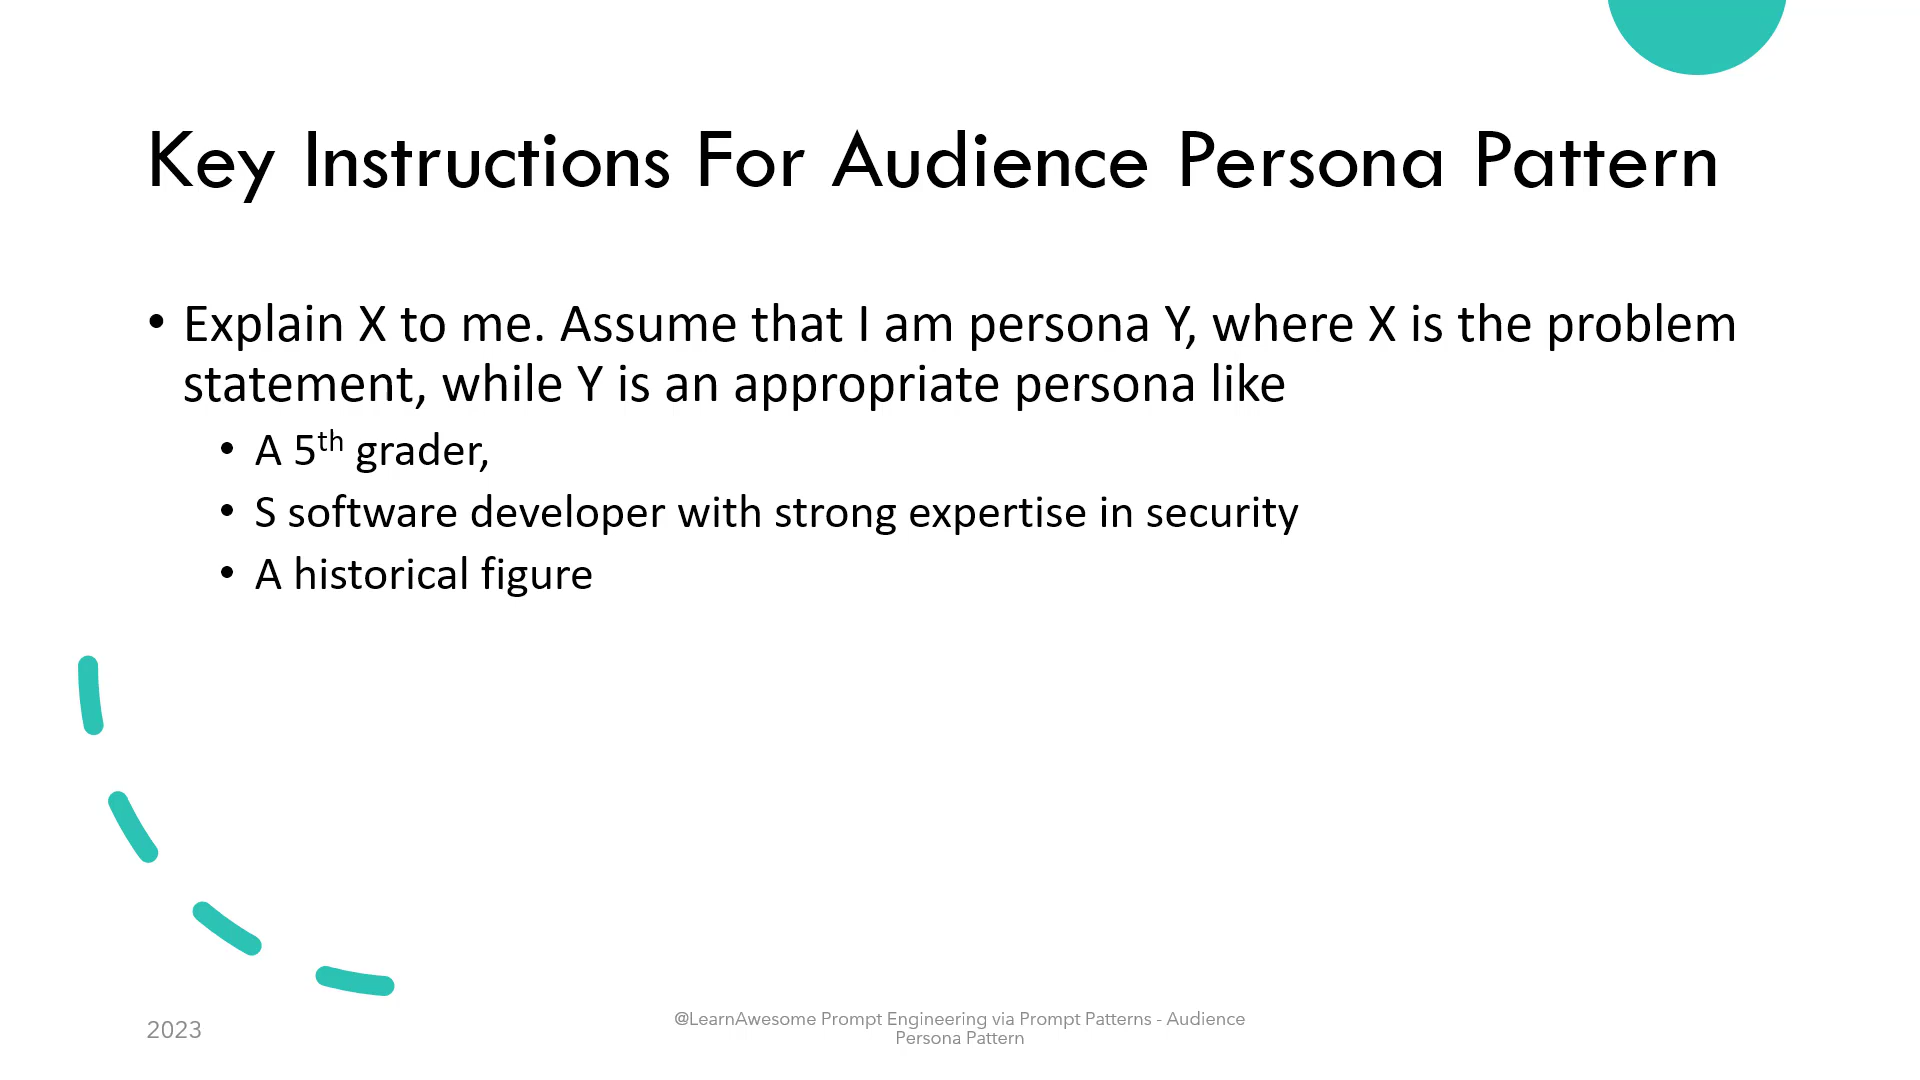 Key Instructions For Audience Persona Pattern
• Explain X to me. Assume that I am persona Y, where X is the problem
statement, while Y is an appropriate persona like
• A 5th grader,
• S software developer with strong expertise in security
• A historical figure
2023
@LearnAwesome Prompt Engineering via Prompt Patterns - Audience
Persona Pattern